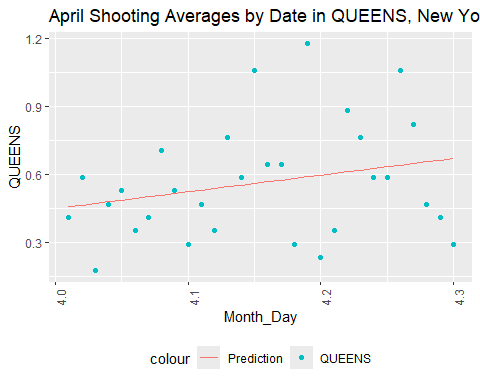 April Shooting Averages by Date in QUEENS, New Yo
1.2
0.9
0.6
0.3
QUEENS
4.0
4.1
4.2
4.3
Month_Day
colour
Prediction
QUEENS